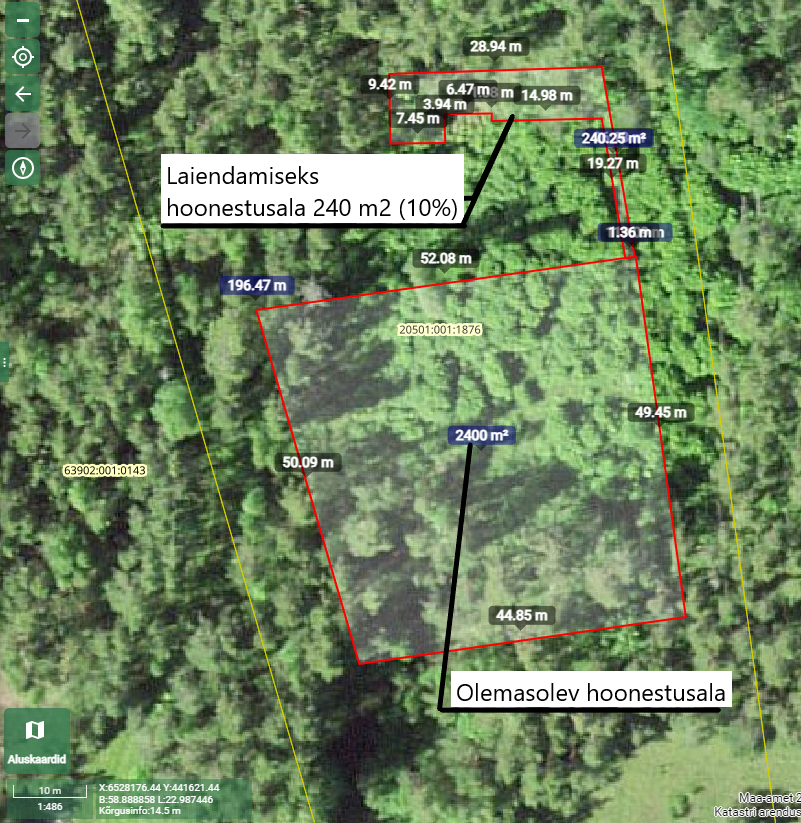 28.94 m
9.42 m
6.47 m
14.98 m
3.94 m
7.45 m
240.25 m²
19.27 m
Laiendamiseks
hoonestusala 240 m2 (10%)
1.36 m
52.08 m
196.47 m
20501:001:1876
49.45 m
2400 m²
50.09 m
63902:001:0143
44.85 m
Olemasolev hoonestusala
Aluskaardid
10 m
1:486
X:6528176.44 Y:441621.44
B:58.888858 L:22.987446
Kõrgusinfo:14.5 m
Maa-amet 2
Katastri arendus